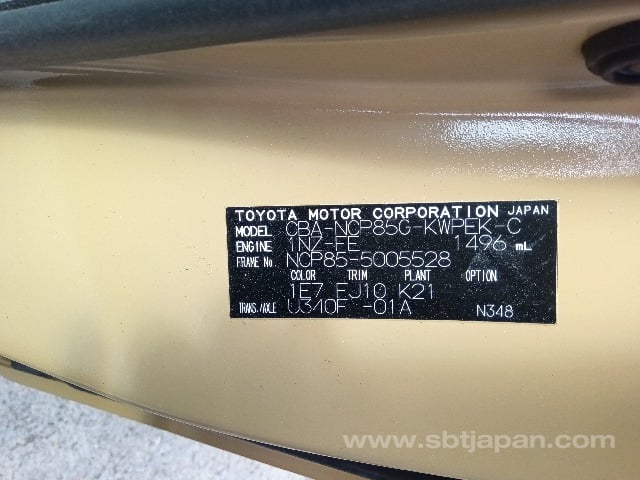 TOYOTA MOTOR CORPORATION JAPAN
MODEL CBA-NCP85G-KWPEK-C
ENGINE 1NZ-FE 1496 mL
FRAME No. NCP85-5005528
COLOR TRIM PLANT OPTION
1E7 FJ10 K21
TRANS./AXLE U340F -01A N348
www.sbtjapan.com